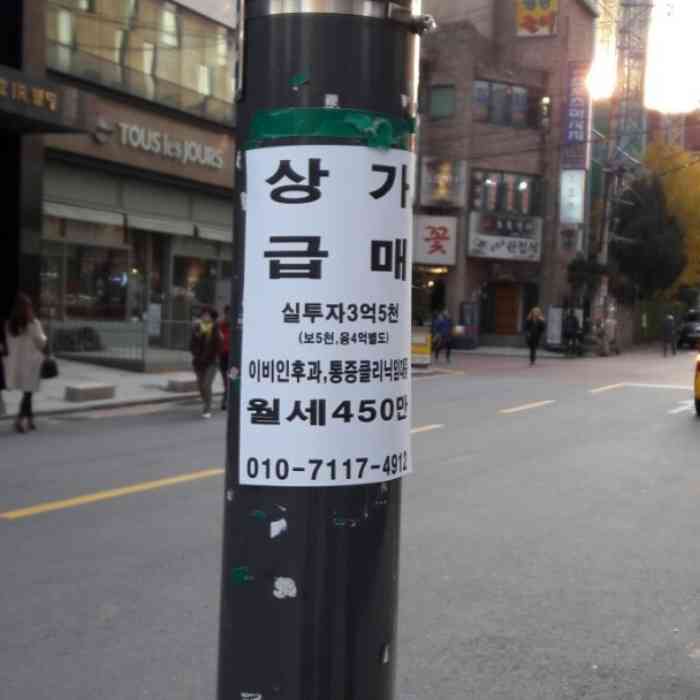 상 가
급 매
실투자3억5천
(보5천,융4억별도)
이비인후과,통증클리닉임대중
월세450만
010-7117-4912
TOUS les JOURS
꽃